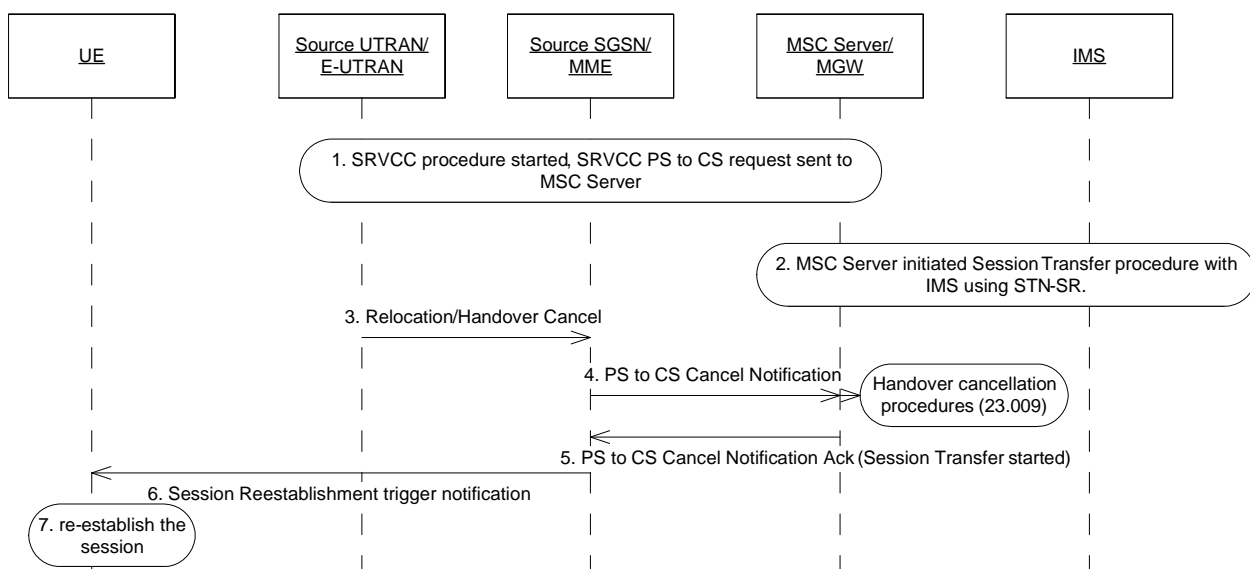 UE
Source UTRAN/
E-UTRAN
Source SGSN/
MME
MSC Server/
MGW
IMS
1. SRVCC procedure started, SRVCC PS to CS request sent to
MSC Server
2. MSC Server initiated Session Transfer procedure with
IMS using STN-SR.
3. Relocation/Handover Cancel
4. PS to CS Cancel Notification
Handover cancellation
procedures (23.009)
5. PS to CS Cancel Notification Ack (Session Transfer started)
6. Session Reestablishment trigger notification
7. re-establish the
session